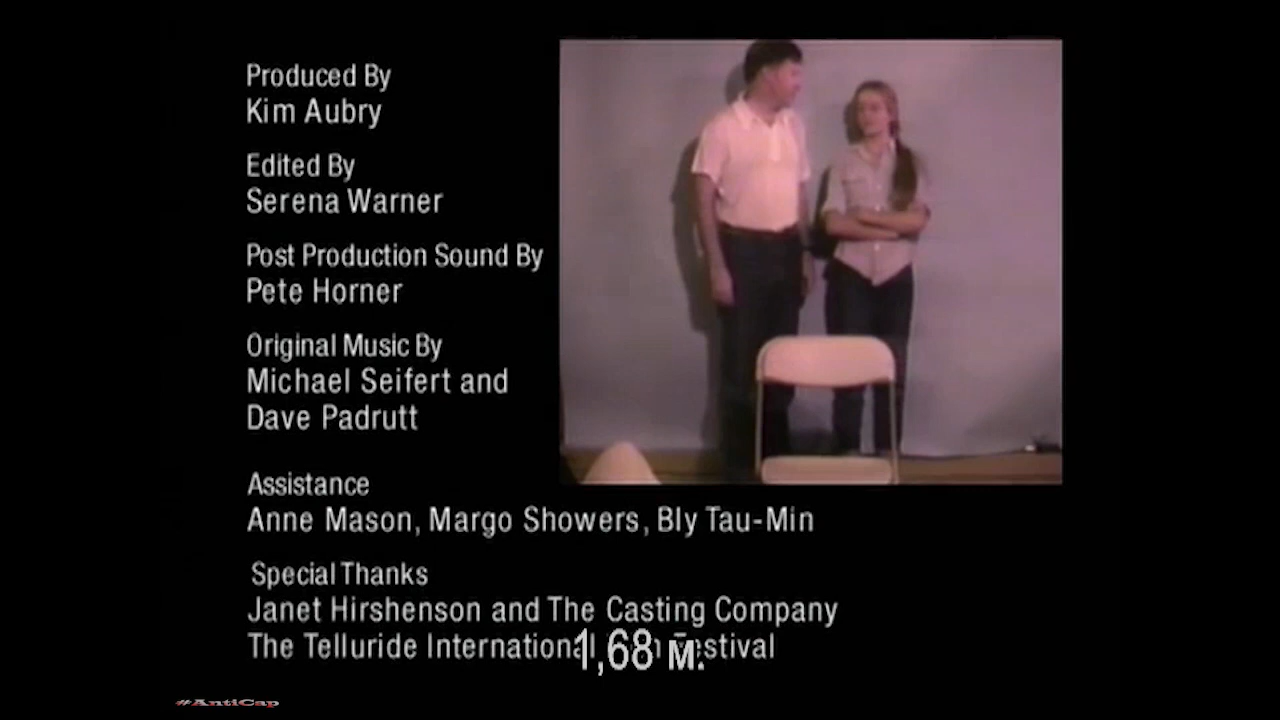 Produced By
Kim Aubry
Edited By
Serena Warner
Post Production Sound By
Pete Horner
Original Music By
Michael Seifert and
Dave Padrutt
Assistance
Anne Mason, Margo Showers, Bly Tau-Min
Special Thanks
Janet Hirshenson and The Casting Company
The Telluride International Festival
1,68 м.
#AntiCap